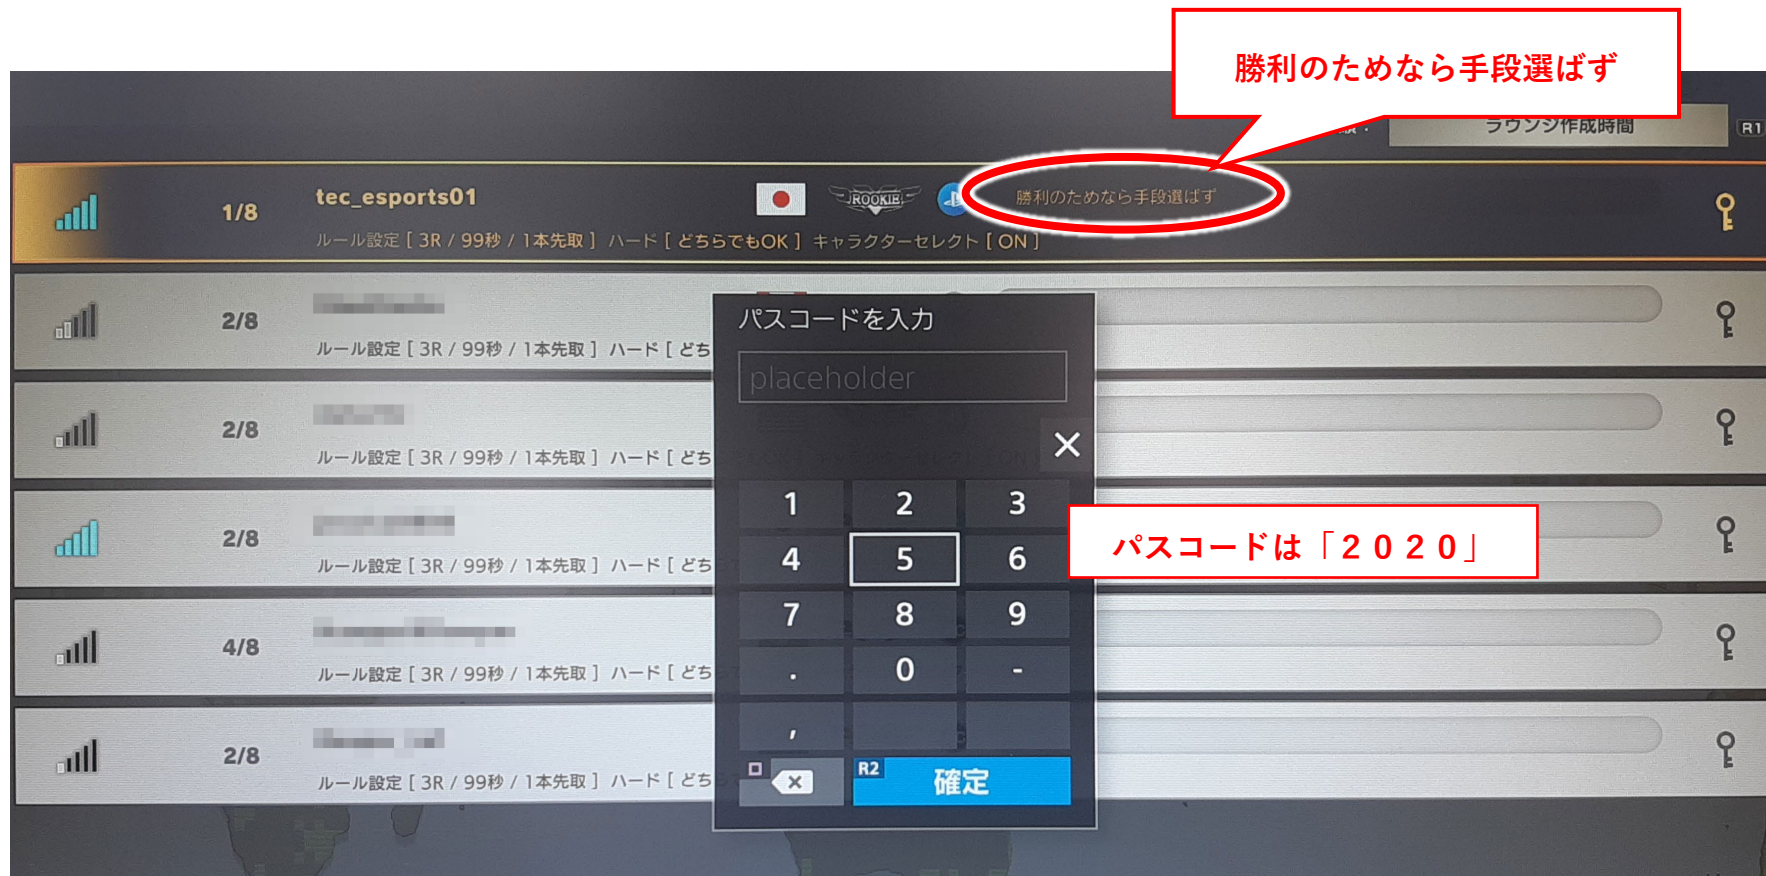 勝利のためなら手段選ばず
ラウンジ作成時間
R1
1/8
tec_esports01
ROOKIE
勝利のためなら手段選ばず
ルール設定 [ 3R / 99秒 / 1本先取 ] ハード [ どちらでもOK ] キャラクターセレクト [ ON ]
2/8
ルール設定 [ 3R / 99秒 / 1本先取 ] ハード [ どち
2/8
ルール設定 [ 3R / 99秒 / 1本先取 ] ハード [ どち
2/8
ルール設定 [ 3R / 99秒 / 1本先取 ] ハード [ どち
4/8
ルール設定 [ 3R / 99秒 / 1本先取 ] ハード [ どち
2/8
ルール設定 [ 3R / 99秒 / 1本先取 ] ハード [ どち
パスコードを入力
placeholder
1 2 3
4 5 6
7 8 9
. 0 -
,
R2 確定
パスコードは「２０２０」